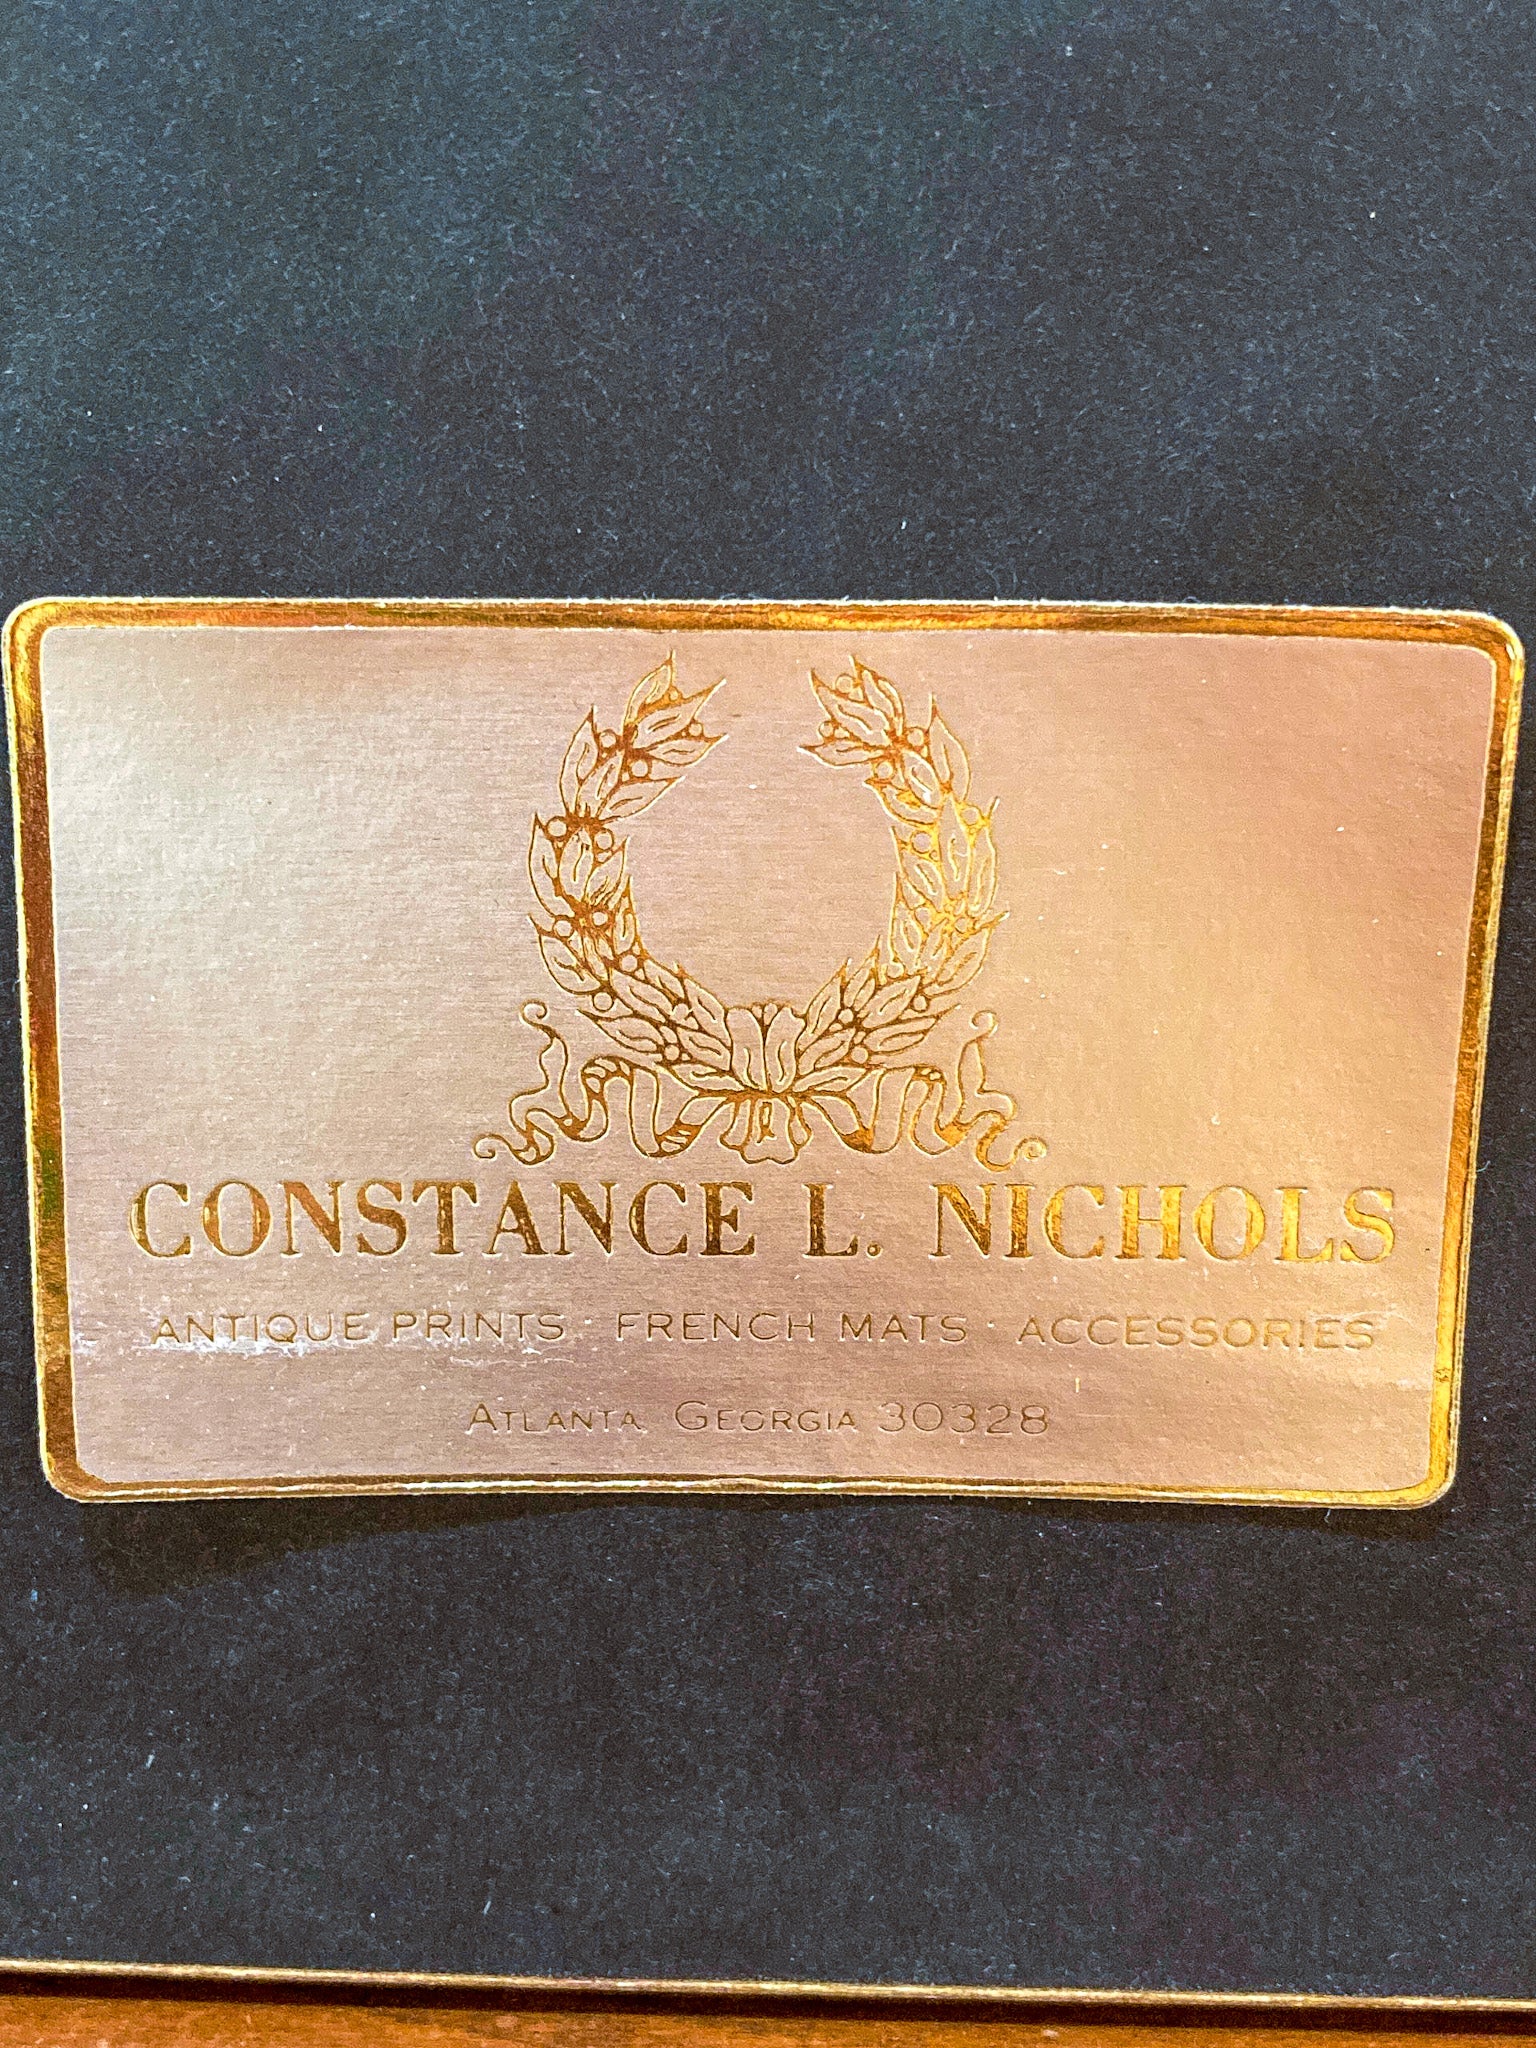 CONSTANCE L. NICHOLS
ANTIQUE PRINTS · FRENCH MATS · ACCESSORIES
ATLANTA, GEORGIA 30328